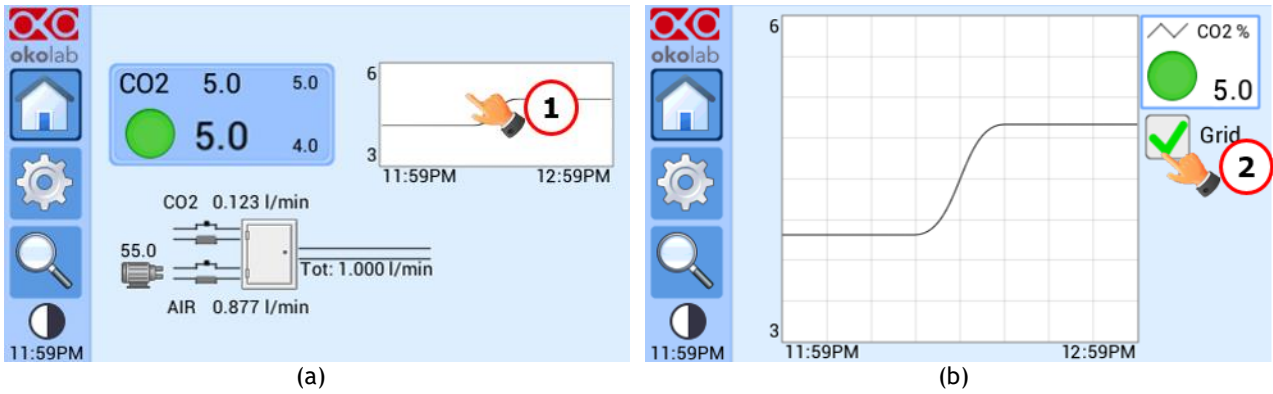 okolab
CO2 5.0 5.0
5.0 4.0
6
3
11:59PM 12:59PM
1
CO2 0.123 l/min
55.0
Tot: 1.000 l/min
AIR 0.877 l/min
11:59PM
(a)
okolab
6
3
11:59PM 12:59PM
CO2 %
5.0
Grid
2
11:59PM
(b)